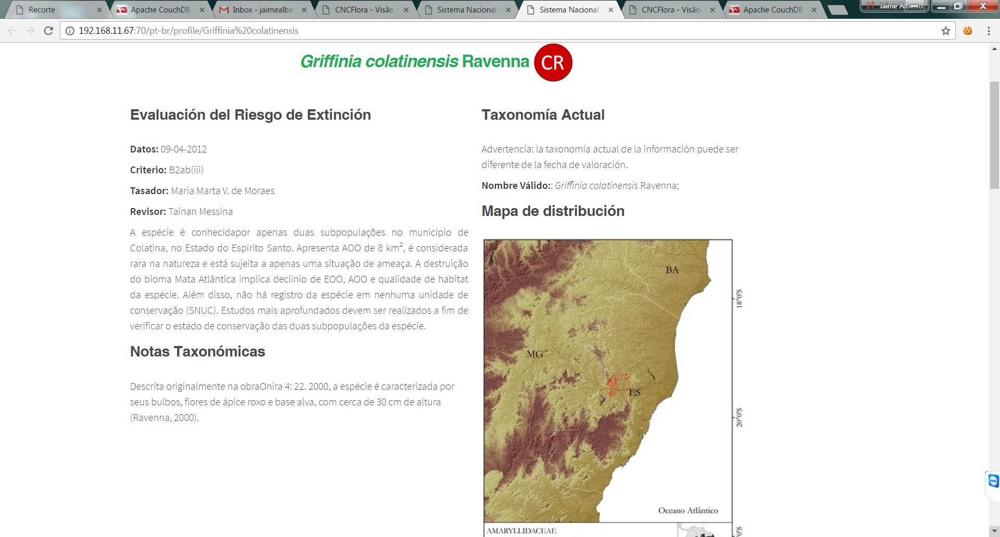 Recorte
Apache CouchDB
Inbox - jaimealber
CNCFlora - Visão
Sistema Nacional
Sistema Nacional
CNCFlora - Visão
Apache CouchDB
192.168.11.67:70/pt-br/profile/Griffinia%20colatinensis
Griffinia colatinensis Ravenna CR
Evaluación del Riesgo de Extinción
Datos: 09-04-2012
Criterio: B2ab(iii)
Tasador: Maria Marta V. de Moraes
Revisor: Tainan Messina
A espécie é conhecidapor apenas duas subpopulações no município de
Colatina, no Estado do Espírito Santo. Apresenta AOO de 8 km², é considerada
rara na natureza e está sujeita a apenas uma situação de ameaça. A destruição
do bioma Mata Atlântica implica declínio de EOO, AOO e qualidade de habitat
da espécie. Além disso, não há registro da espécie em nenhuma unidade de
conservação (SNUC). Estudos mais aprofundados devem ser realizados a fim de
verificar o estado de conservação das duas subpopulações da espécie.
Notas Taxonómicas
Descrita originalmente na obraOnira 4: 22. 2000, a espécie é caracterizada por
seus bulbos, flores de ápice roxo e base alva, com cerca de 30 cm de altura
(Ravenna, 2000).
Taxonomía Actual
Advertencia: la taxonomía actual de la información puede ser
diferente de la fecha de valoración.
Nombre Válido:: Griffinia colatinensis Ravenna;
Mapa de distribución
BA
18°0'S
MG
ES
20°0'S
Oceano Atlântico
AMARYLLIDACEAE